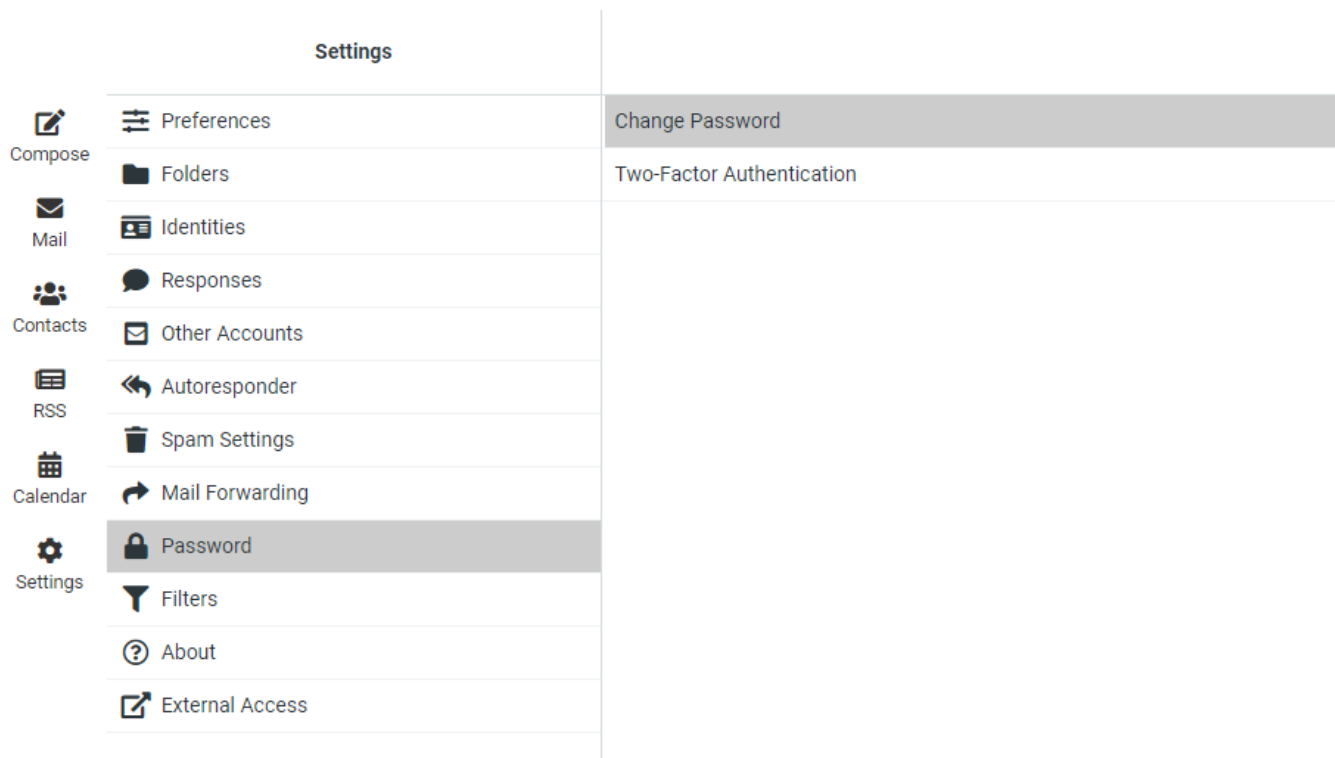 Settings
Compose
Mail
Contacts
RSS
Calendar
Settings
Preferences
Folders
Identities
Responses
Other Accounts
Autoresponder
Spam Settings
Mail Forwarding
Password
Filters
About
External Access
Change Password
Two-Factor Authentication